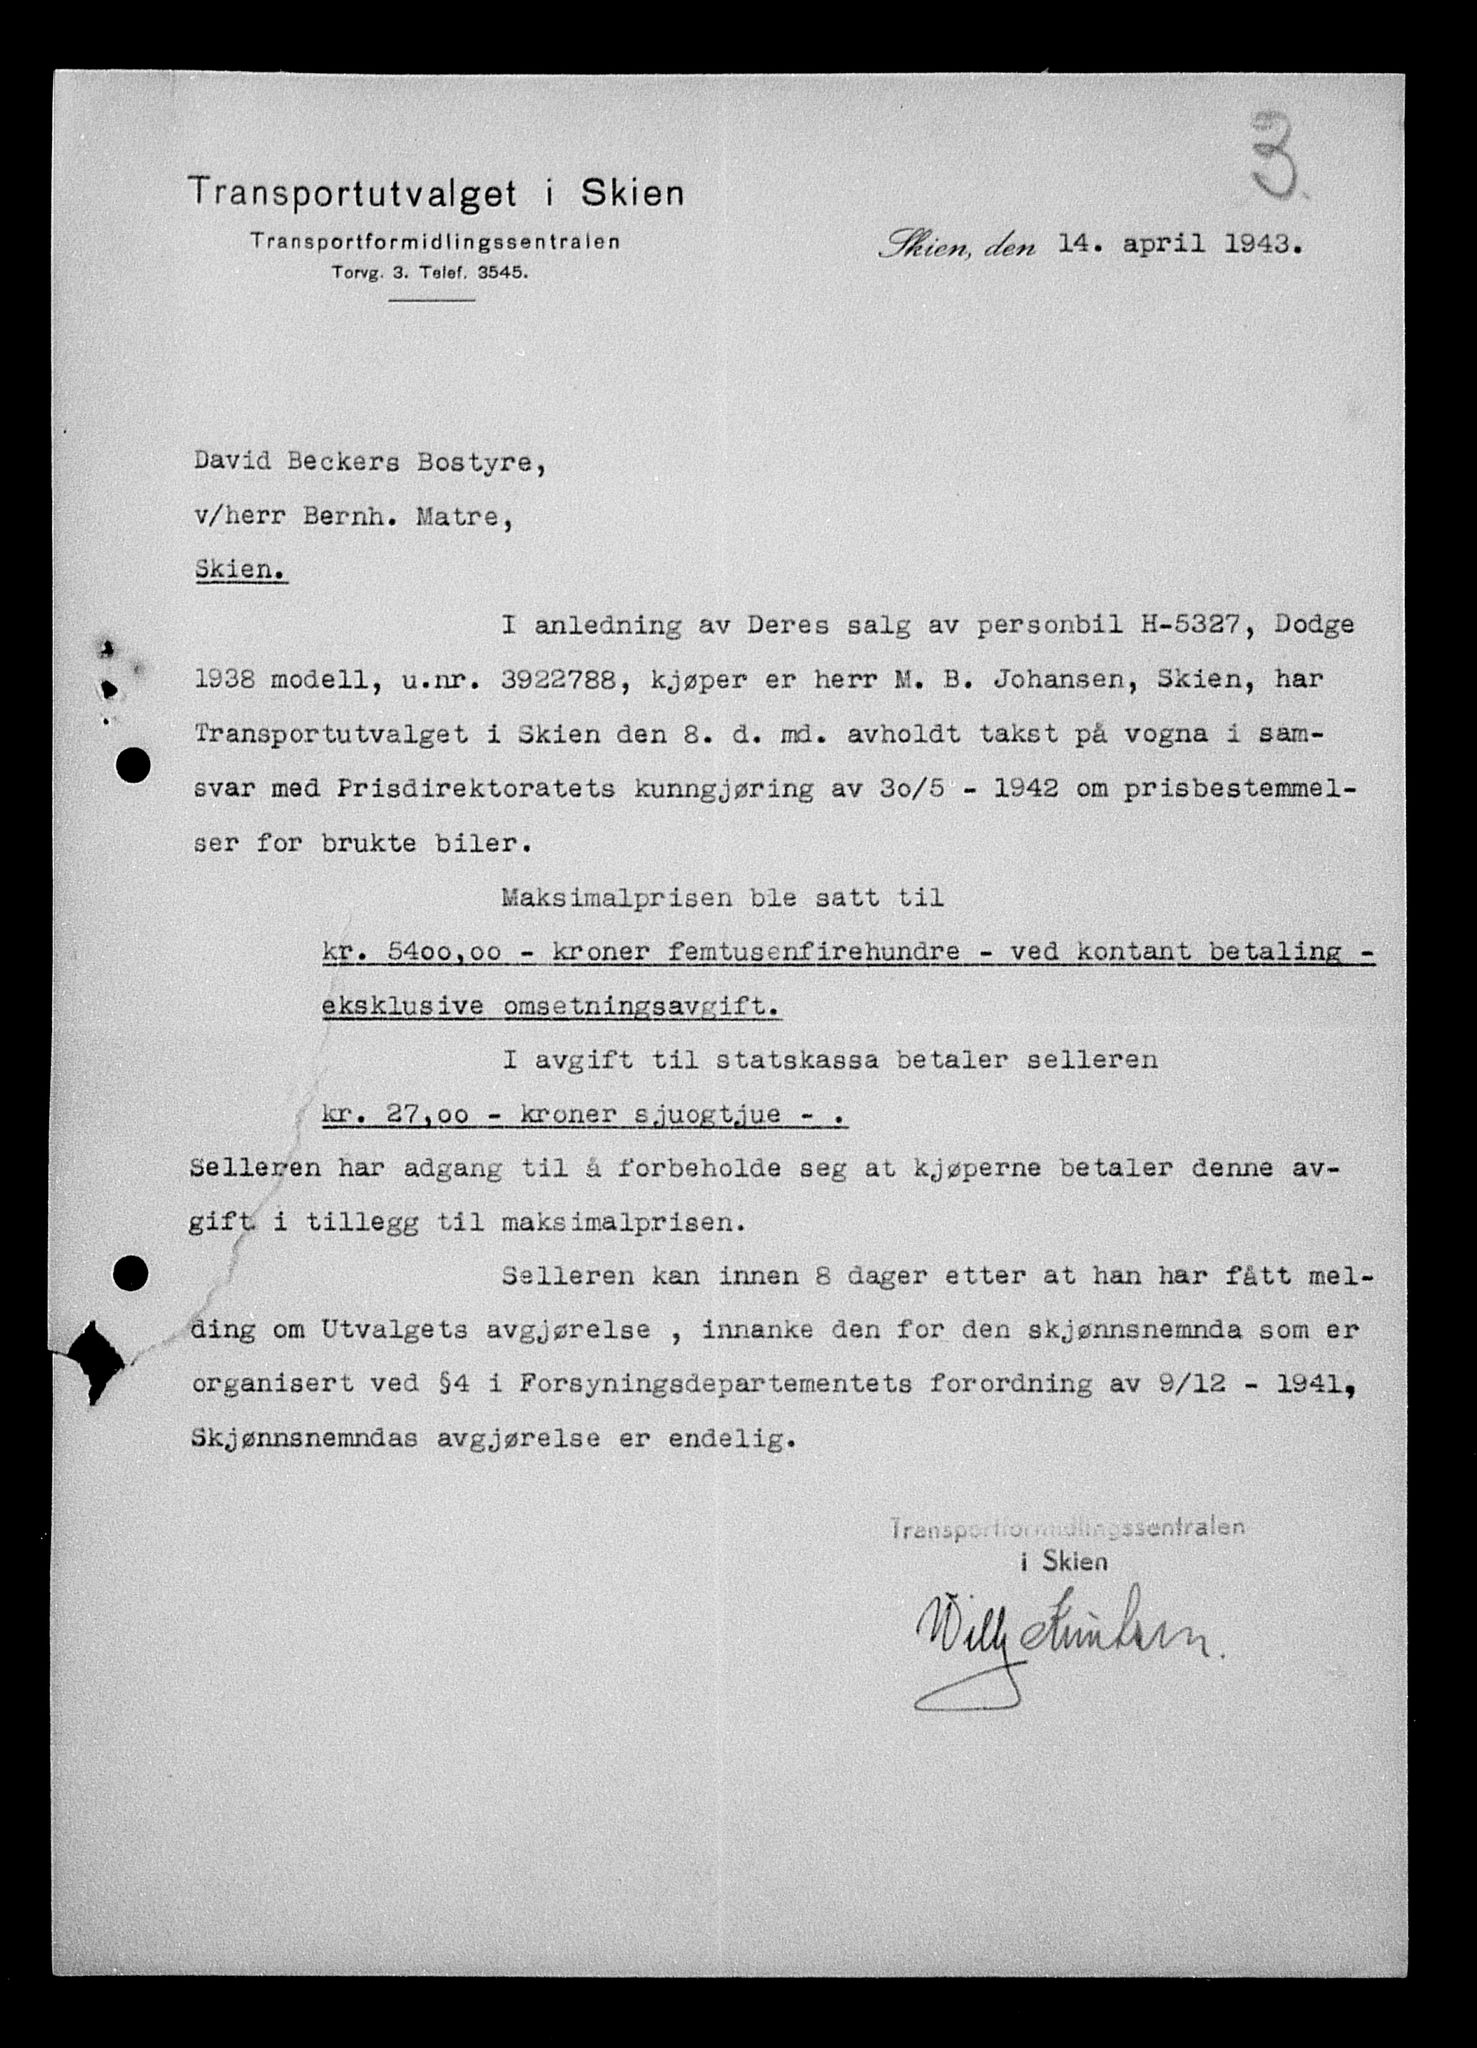 3.
Transportutvalget i Skien
Transportformidlingssentralen
Torvg. 3. Telef. 3545.
Skien, den 14. april 1943.
David Beckers Bostyre,
v/herr Bernh. Matre,
Skien.
I anledning av Deres salg av personbil H-5327, Dodge
1938 modell, u.nr. 3922788, kjøper er herr M. B. Johansen, Skien, har
Transportutvalget i Skien den 8. d. md. avholdt takst på vogna i sam-
svar med Prisdirektoratets kunngjøring av 3o/5 - 1942 om prisbestemmel-
ser for brukte biler.
Maksimalprisen ble satt til
kr. 54oo,oo - kroner femtusenfirehundre - ved kontant betaling -
eksklusive omsetningsavgift.
I avgift til statskassa betaler selleren
kr. 27,oo - kroner sjuogtjue - .
Selleren har adgang til å forbeholde seg at kjøperne betaler denne av-
gift i tillegg til maksimalprisen.
Selleren kan innen 8 dager etter at han har fått mel-
ding om Utvalgets avgjørelse , innanke den for den skjønnsnemnda som er
organisert ved §4 i Forsyningsdepartementets forordning av 9/12 - 1941,
Skjønnsnemndas avgjørelse er endelig.
Transportformidlingssentralen
i Skien
Willy